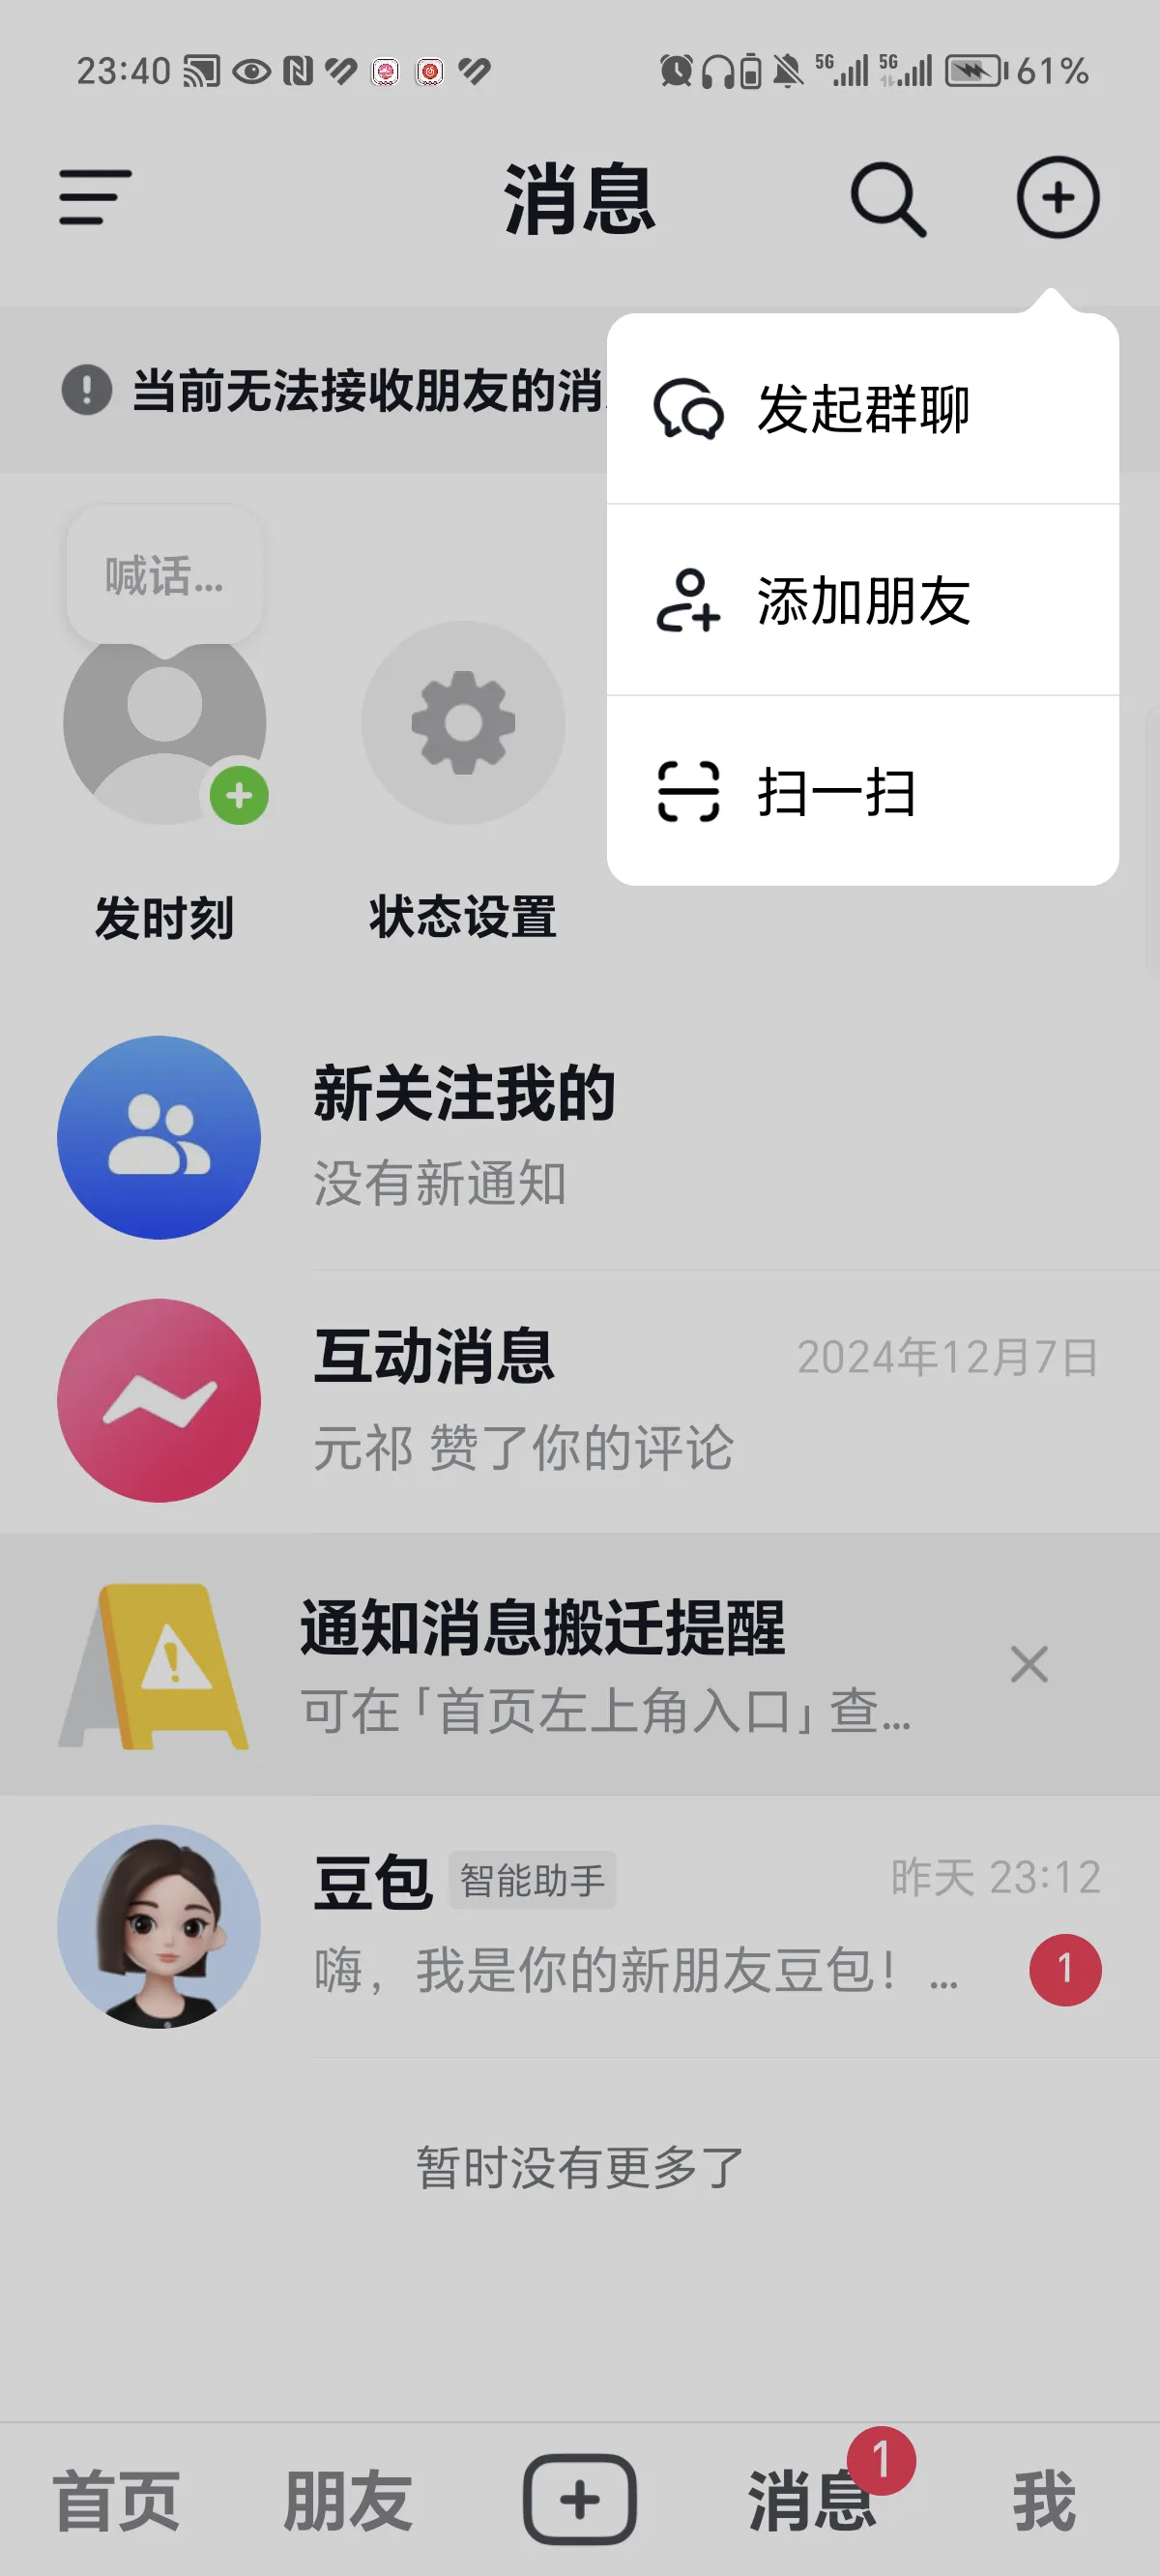 23:40
5G 5G 61%
消息
当前无法接收朋友的消
发起群聊
添加朋友
扫一扫
喊话...
发时刻
状态设置
新关注我的
没有新通知
互动消息
2024年12月7日
元祁 赞了你的评论
通知消息搬迁提醒
可在「首页左上角入口」查...
豆包 智能助手
昨天 23:12
嗨，我是你的新朋友豆包！...
1
暂时没有更多了
首页
朋友
消息
1
我